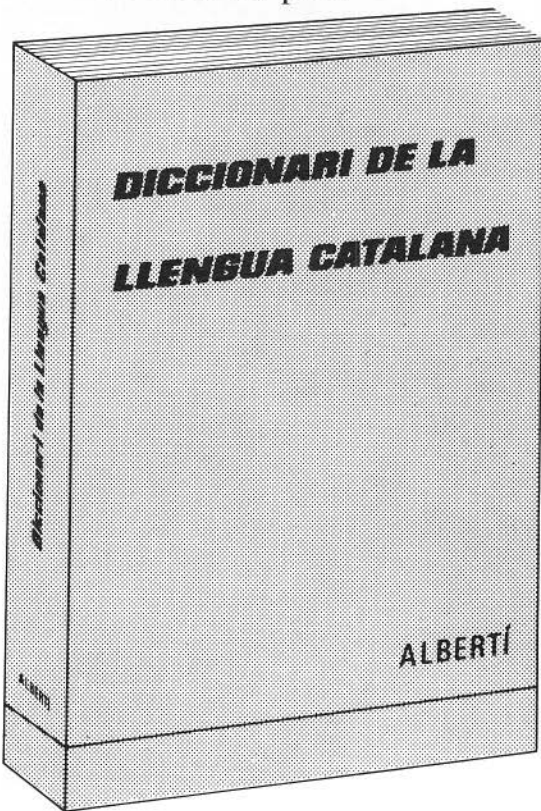 DICCIONARI DE LA
LLENGUA CATALANA
ALBERTÍ
Diccionari de la Llengua Catalana
ALBERTÍ